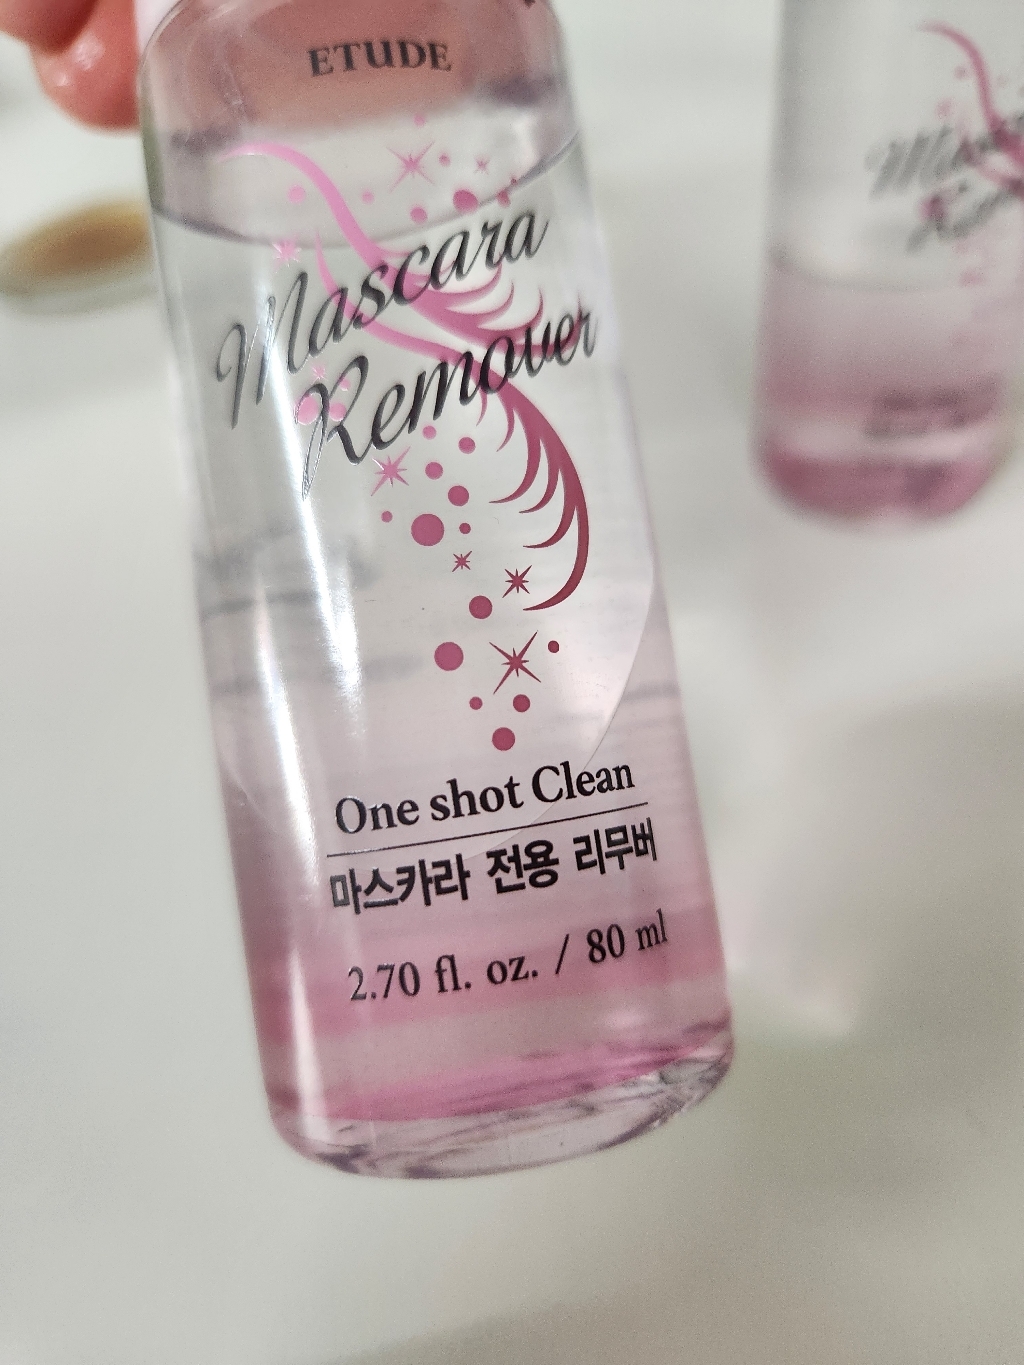 ETUDE
Mascara
Remover
One shot Clean
마스카라 전용 리무버
2.70 fl. oz. / 80 ml